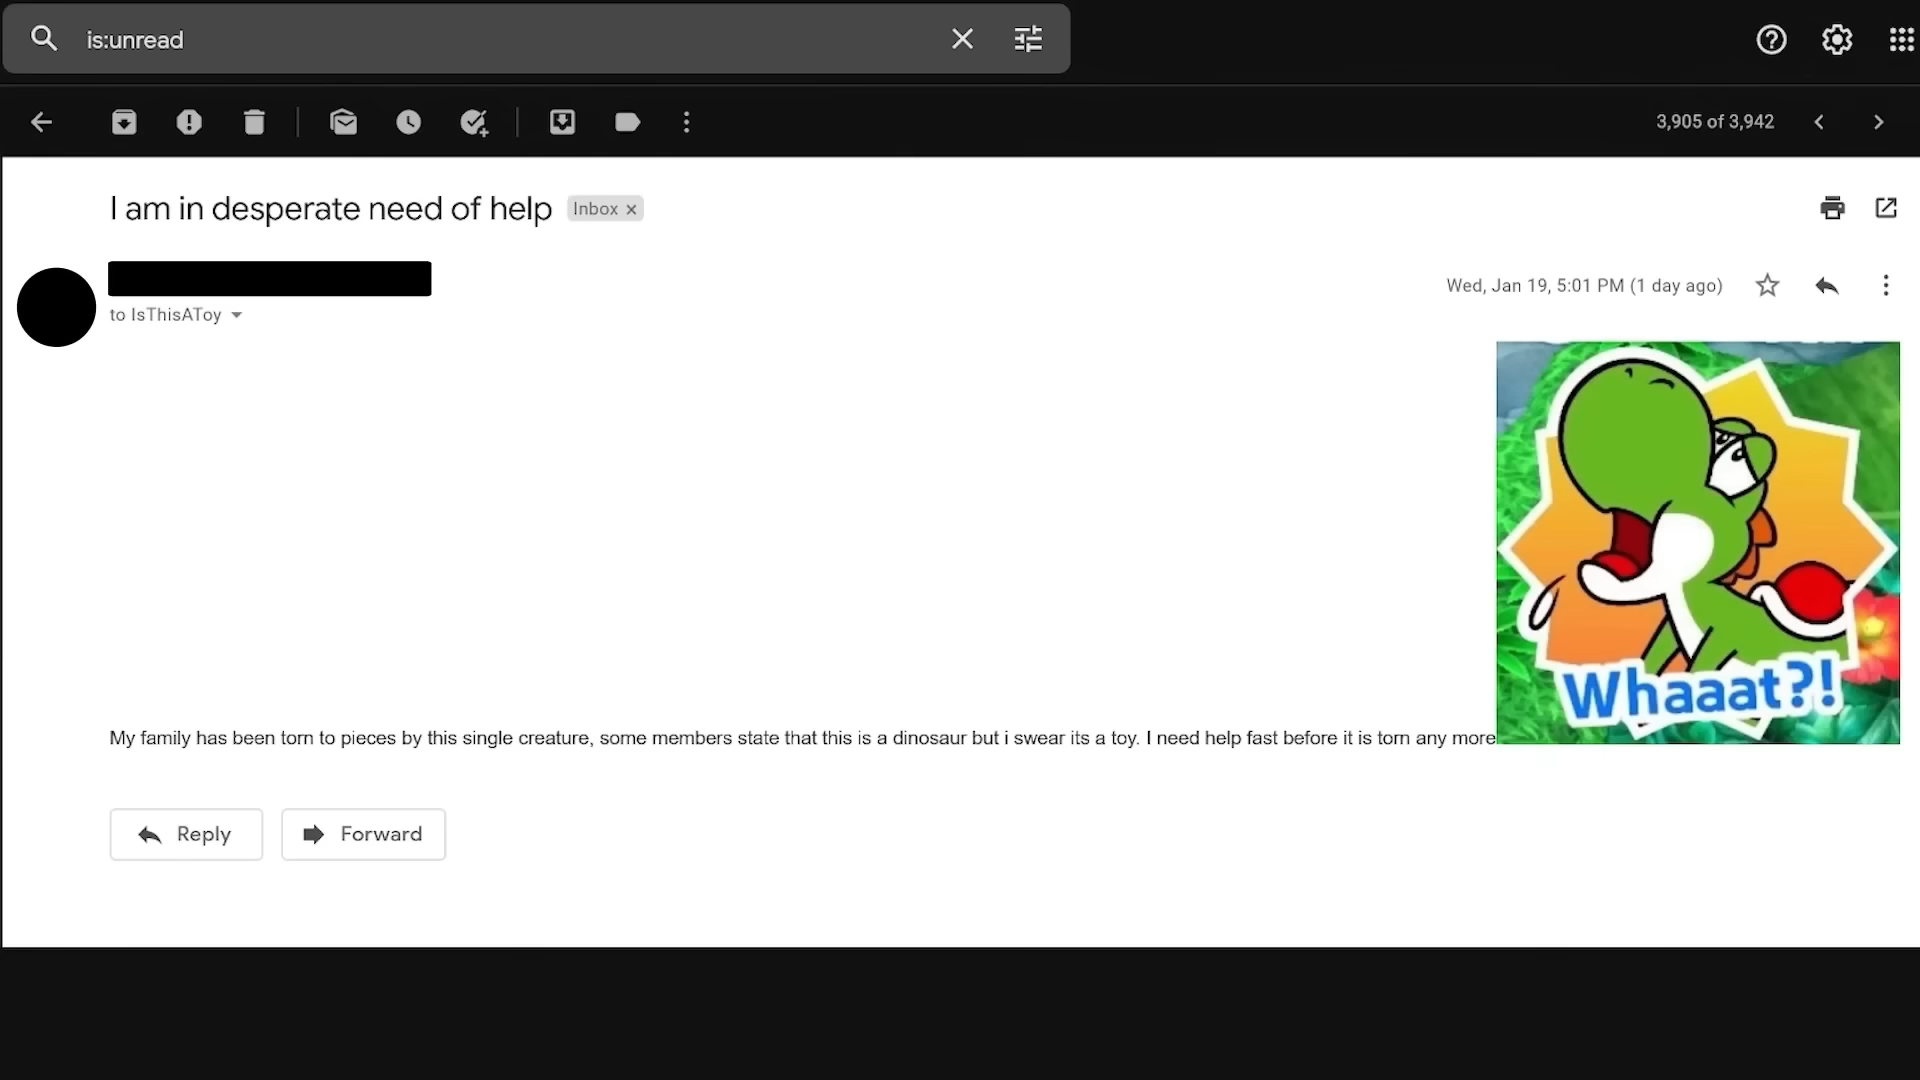 is:unread
3,905 of 3,942
I am in desperate need of help Inbox x
Wed, Jan 19, 5:01 PM (1 day ago)
to IsThisAToy
Whaaat?!
My family has been torn to pieces by this single creature, some members state that this is a dinosaur but i swear its a toy. I need help fast before it is torn any more
Reply Forward